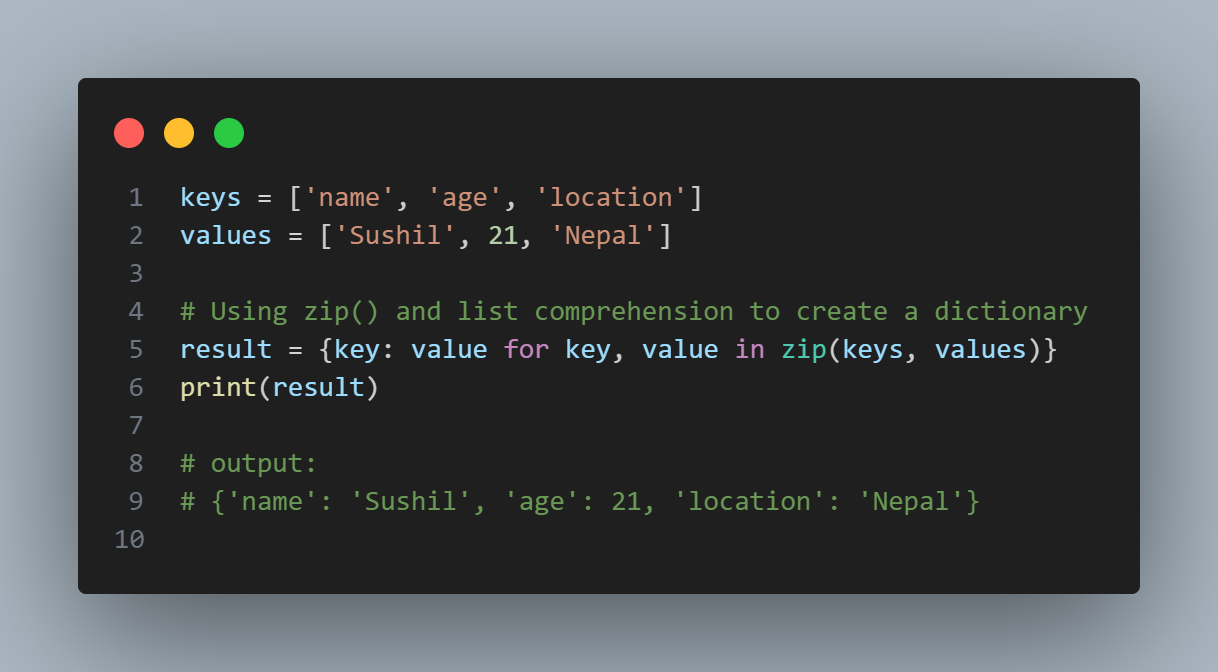 1 keys = ['name', 'age', 'location']
2 values = ['Sushil', 21, 'Nepal']
3
4 # Using zip() and list comprehension to create a dictionary
5 result = {key: value for key, value in zip(keys, values)}
6 print(result)
7
8 # output:
9 # {'name': 'Sushil', 'age': 21, 'location': 'Nepal'}
10